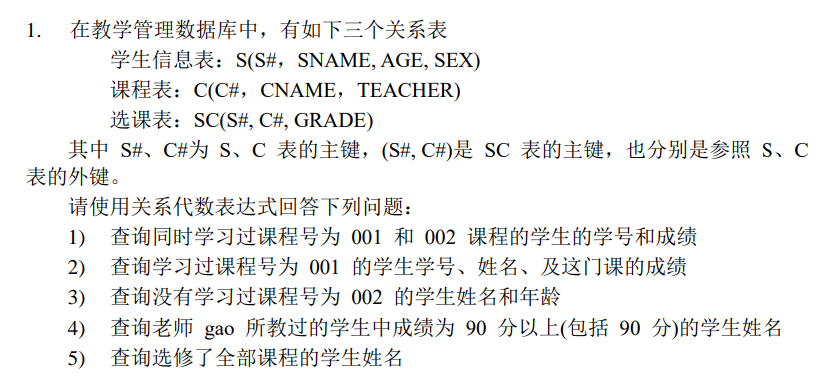 1. 在教学管理数据库中，有如下三个关系表
学生信息表：S(S#，SNAME, AGE, SEX)
课程表：C(C#，CNAME，TEACHER)
选课表：SC(S#, C#, GRADE)
其中 S#、C#为 S、C 表的主键，(S#, C#)是 SC 表的主键，也分别是参照 S、C
表的外键。
请使用关系代数表达式回答下列问题：
1) 查询同时学习过课程号为 001 和 002 课程的学生的学号和成绩
2) 查询学习过课程号为 001 的学生学号、姓名、及这门课的成绩
3) 查询没有学习过课程号为 002 的学生姓名和年龄
4) 查询老师 gao 所教过的学生中成绩为 90 分以上(包括 90 分)的学生姓名
5) 查询选修了全部课程的学生姓名